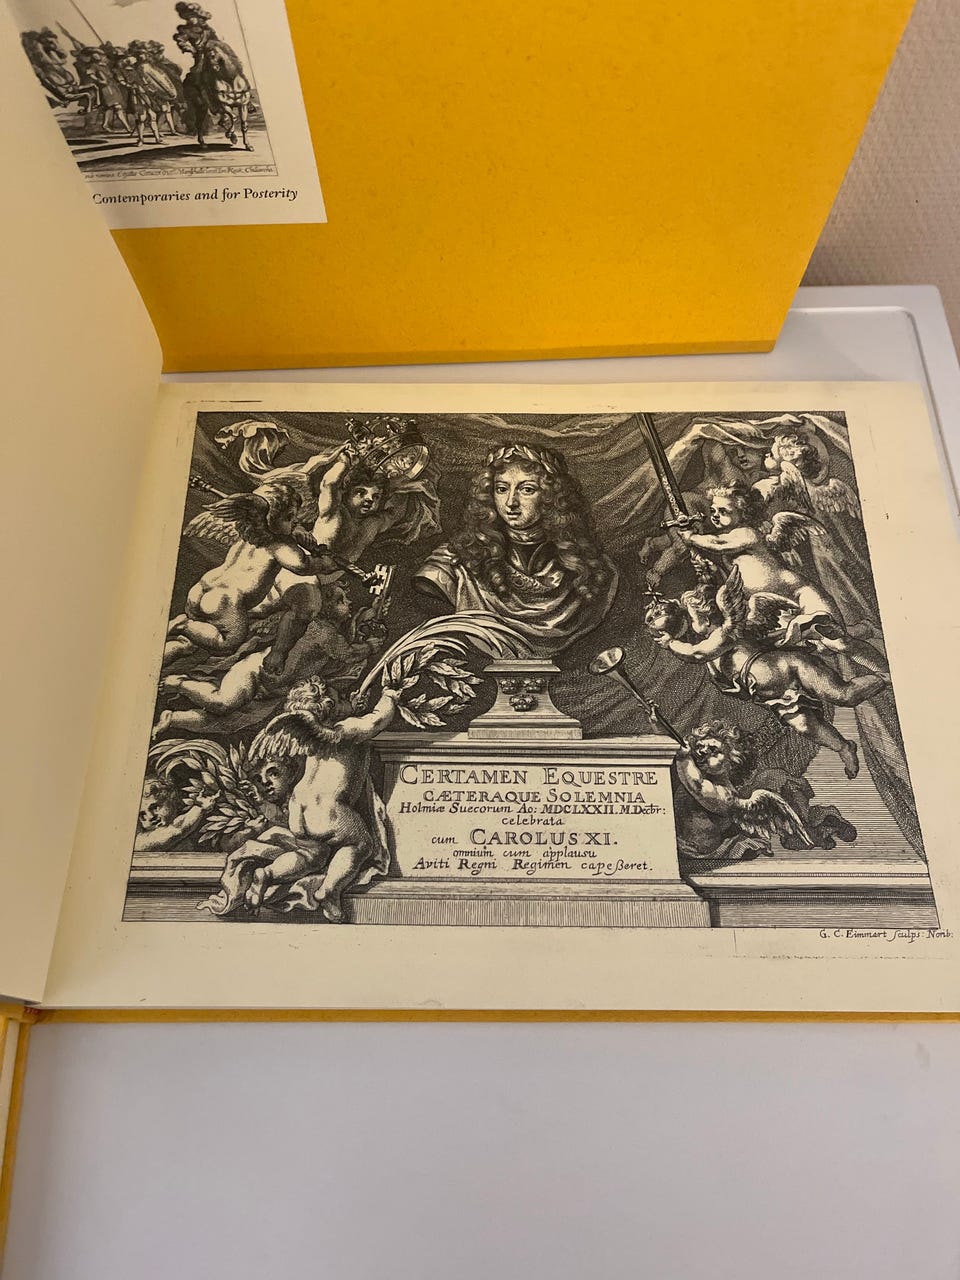 Contemporaries and for Posterity
CERTAMEN EQUESTRE
CÆTERAQUE SOLEMNIA
Holmiæ Suecorum Ao: MDCLXXII. M.Decbr:
celebrata
cum CAROLUS XI.
omnium cum applausu
Aviti Regni Regimen capeßeret.
G. C. Eimmart sculps: Norib: